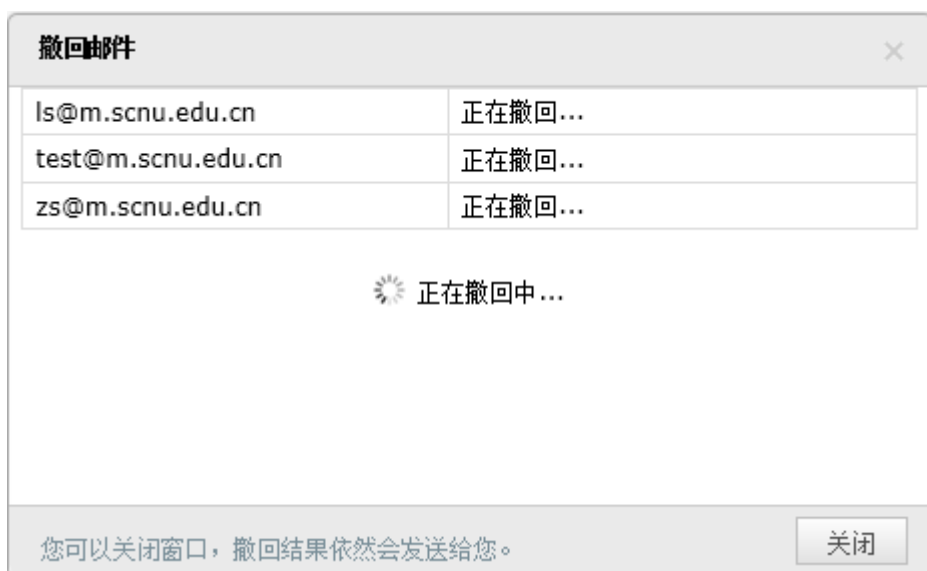 撤回邮件
ls@m.scnu.edu.cn 正在撤回...
test@m.scnu.edu.cn 正在撤回...
zs@m.scnu.edu.cn 正在撤回...
正在撤回中...
您可以关闭窗口，撤回结果依然会发送给您。 关闭